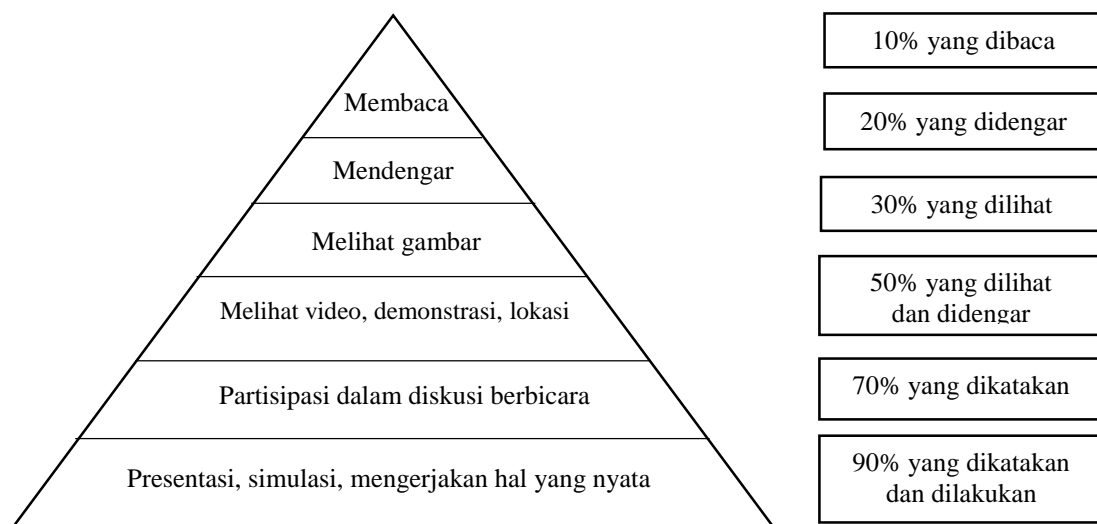 10% yang dibaca
Membaca
20% yang didengar
Mendengar
30% yang dilihat
Melihat gambar
50% yang dilihat
dan didengar
Melihat video, demonstrasi, lokasi
70% yang dikatakan
Partisipasi dalam diskusi berbicara
90% yang dikatakan
dan dilakukan
Presentasi, simulasi, mengerjakan hal yang nyata